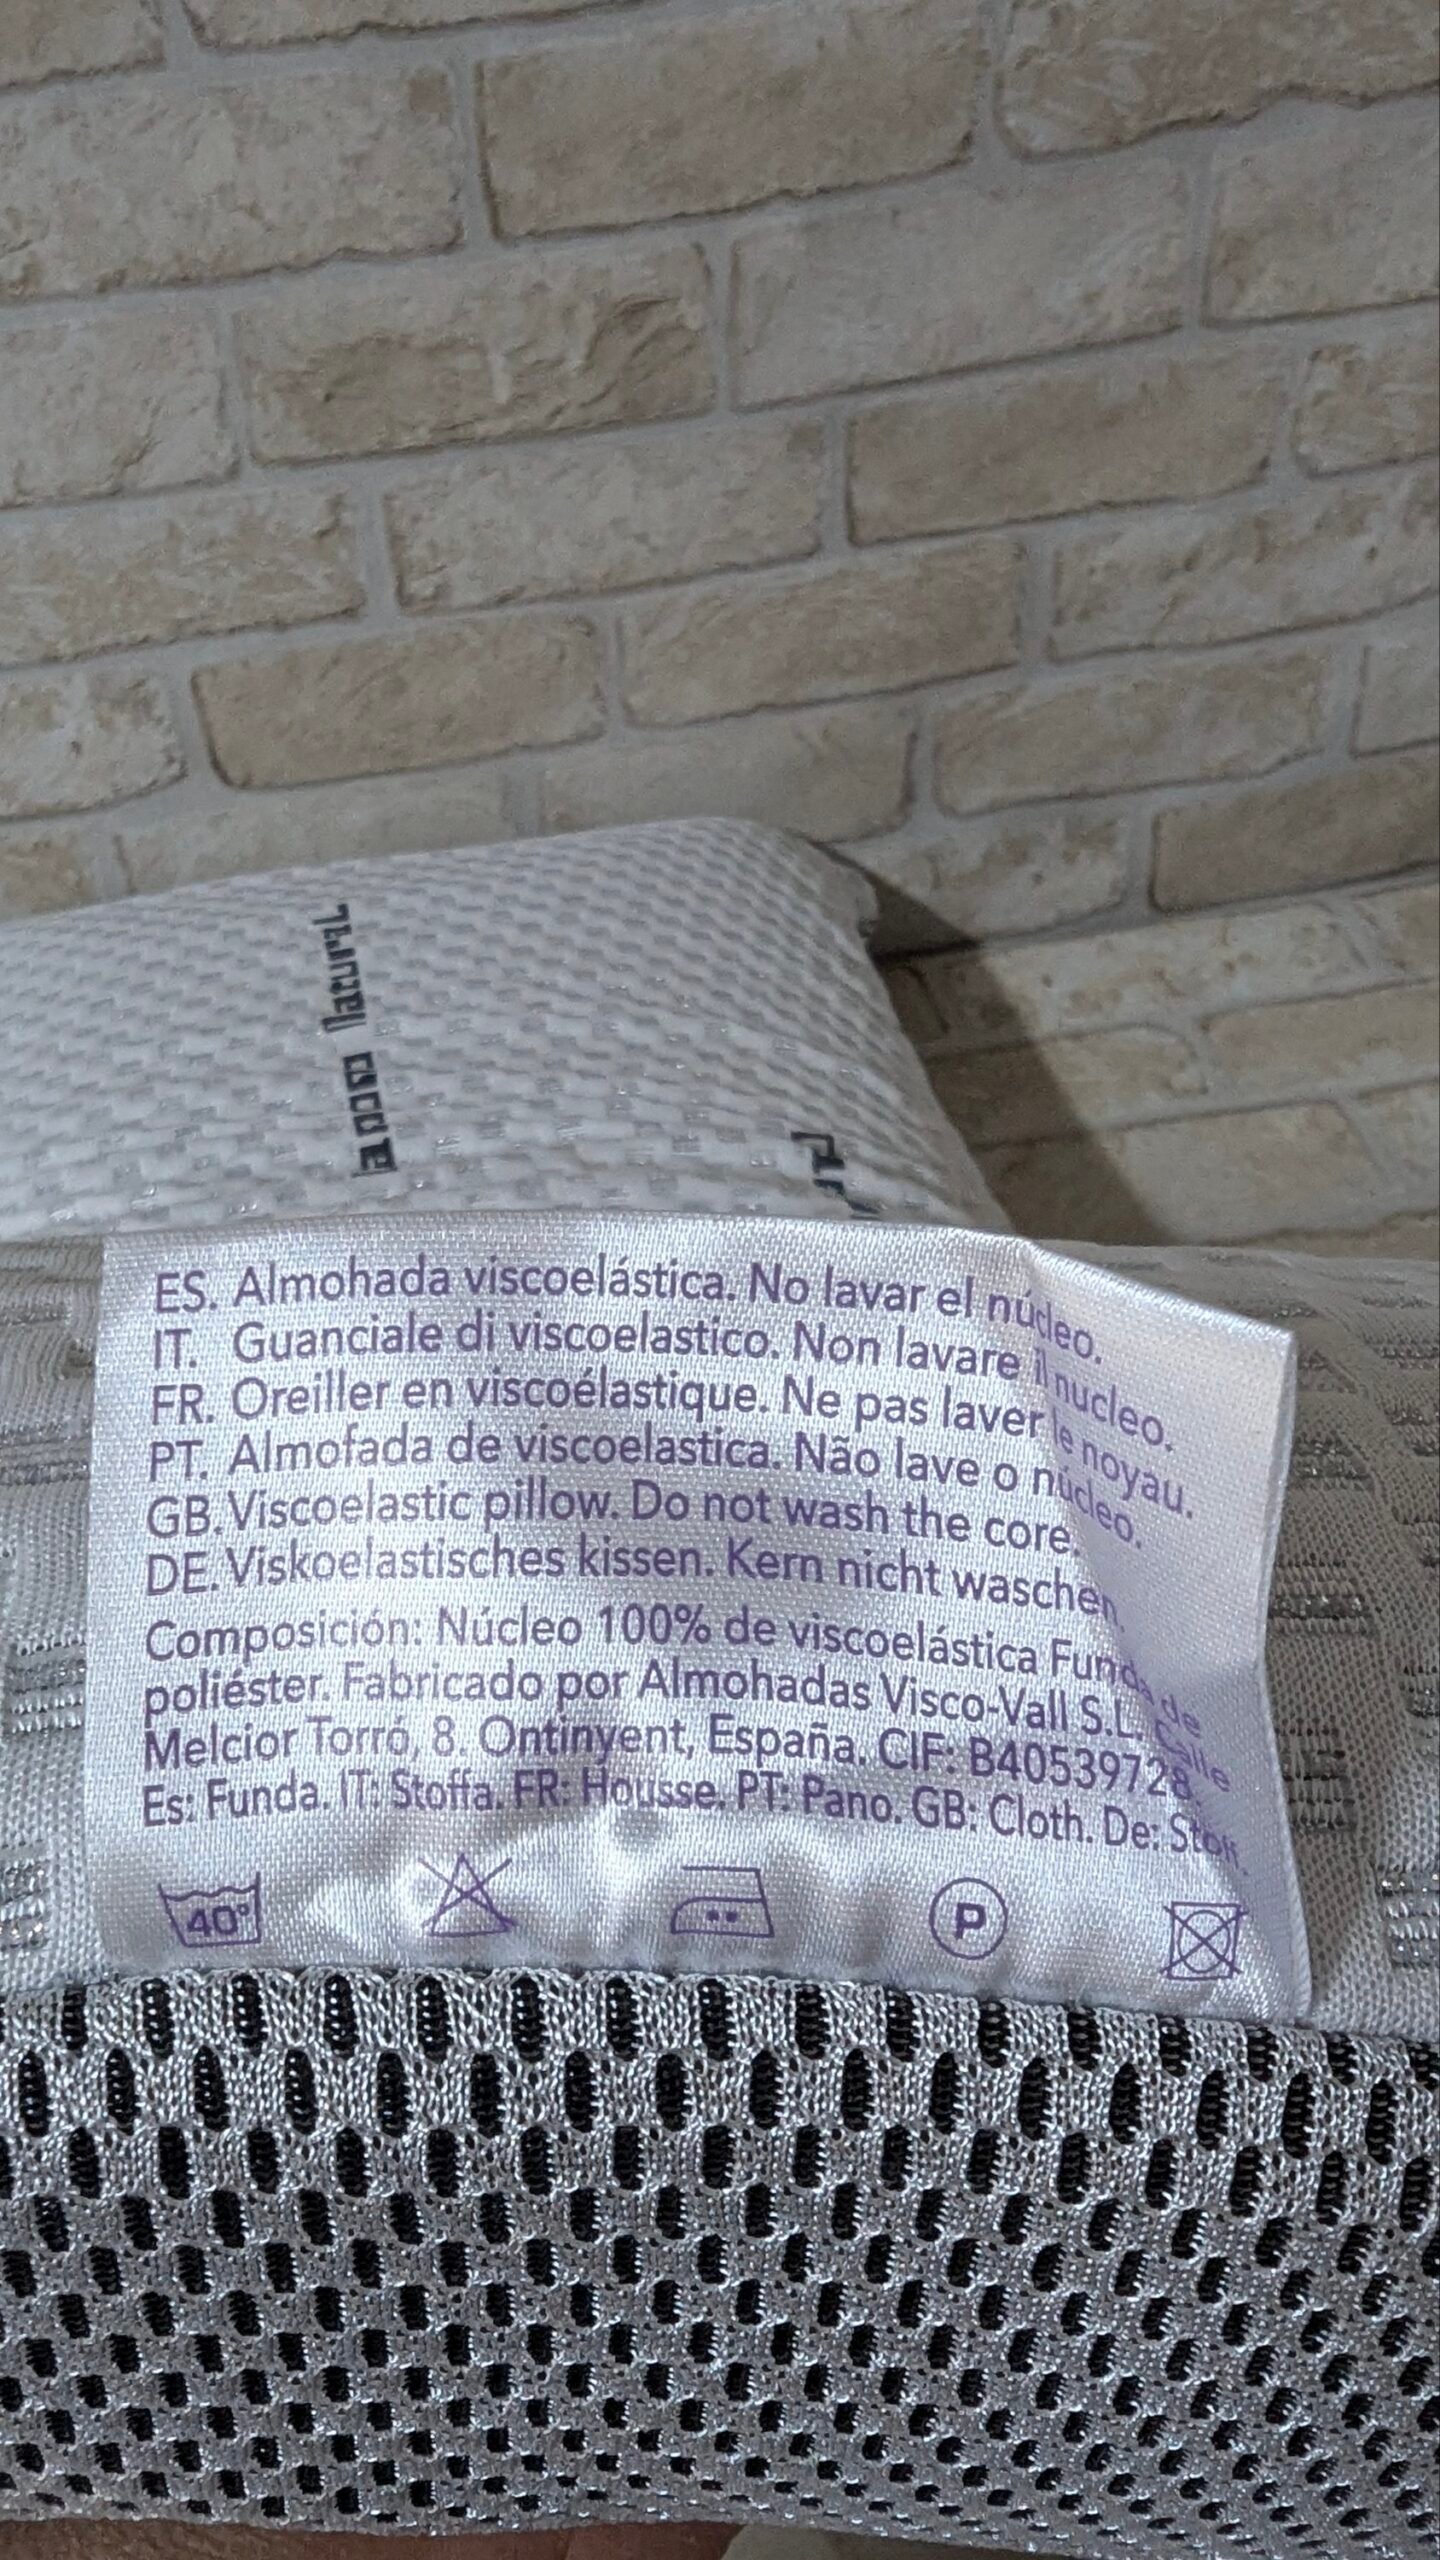 ES. Almohada viscoelástica. No lavar el núcleo.
IT. Guanciale di viscoelastico. Non lavare il nucleo.
FR. Oreiller en viscoélastique. Ne pas laver le noyau.
PT. Almofada de viscoelastica. Não lave o núcleo.
GB. Viscoelastic pillow. Do not wash the core.
DE. Viskoelastisches kissen. Kern nicht waschen.
Composición: Núcleo 100% de viscoelástica Funda de
poliéster. Fabricado por Almohadas Visco-Vall S.L. Calle
Melcior Torró, 8. Ontinyent, España. CIF: B40539728.
Es: Funda. IT: Stoffa. FR: Housse. PT: Pano. GB: Cloth. De: Stoff.
40° P